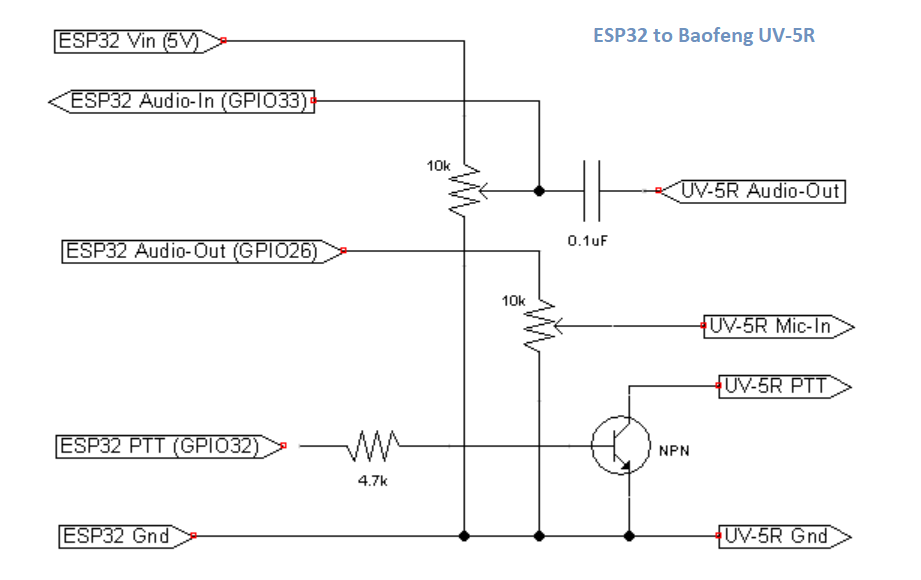 ESP32 to Baofeng UV-5R
ESP32 Vin (5V)
ESP32 Audio-In (GPIO33)
10k
UV-5R Audio-Out
0.1uF
ESP32 Audio-Out (GPIO26)
10k
UV-5R Mic-In
UV-5R PTT
ESP32 PTT (GPIO32)
NPN
4.7k
ESP32 Gnd
UV-5R Gnd